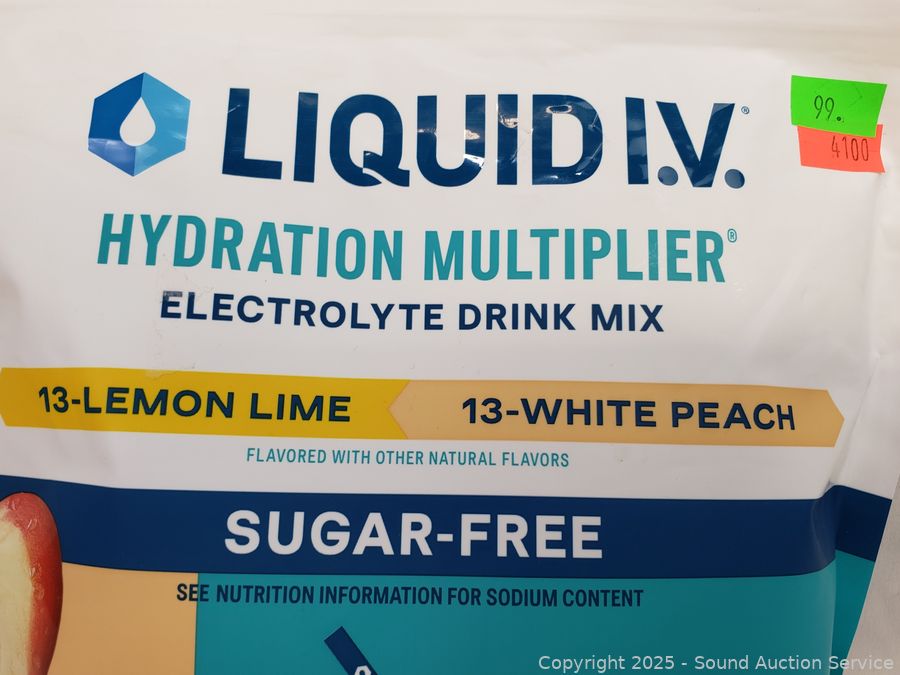 LIQUID I.V.®
99.
4100
HYDRATION MULTIPLIER®
ELECTROLYTE DRINK MIX
13-LEMON LIME 13-WHITE PEACH
FLAVORED WITH OTHER NATURAL FLAVORS
SUGAR-FREE
SEE NUTRITION INFORMATION FOR SODIUM CONTENT
Copyright 2025 - Sound Auction Service